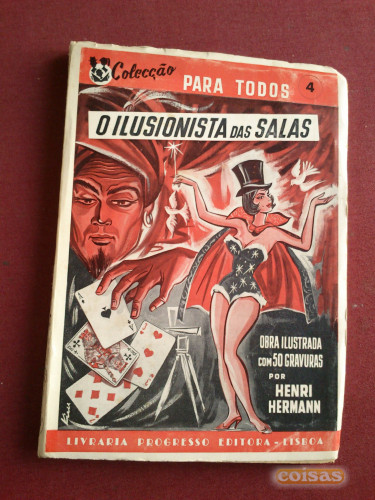 Colecção
PARA TODOS 4
O ILUSIONISTA DAS SALAS
OBRA ILUSTRADA
COM 50 GRAVURAS
POR
HENRI
HERMANN
LIVRARIA PROGRESSO EDITORA - LISBOA
coisas